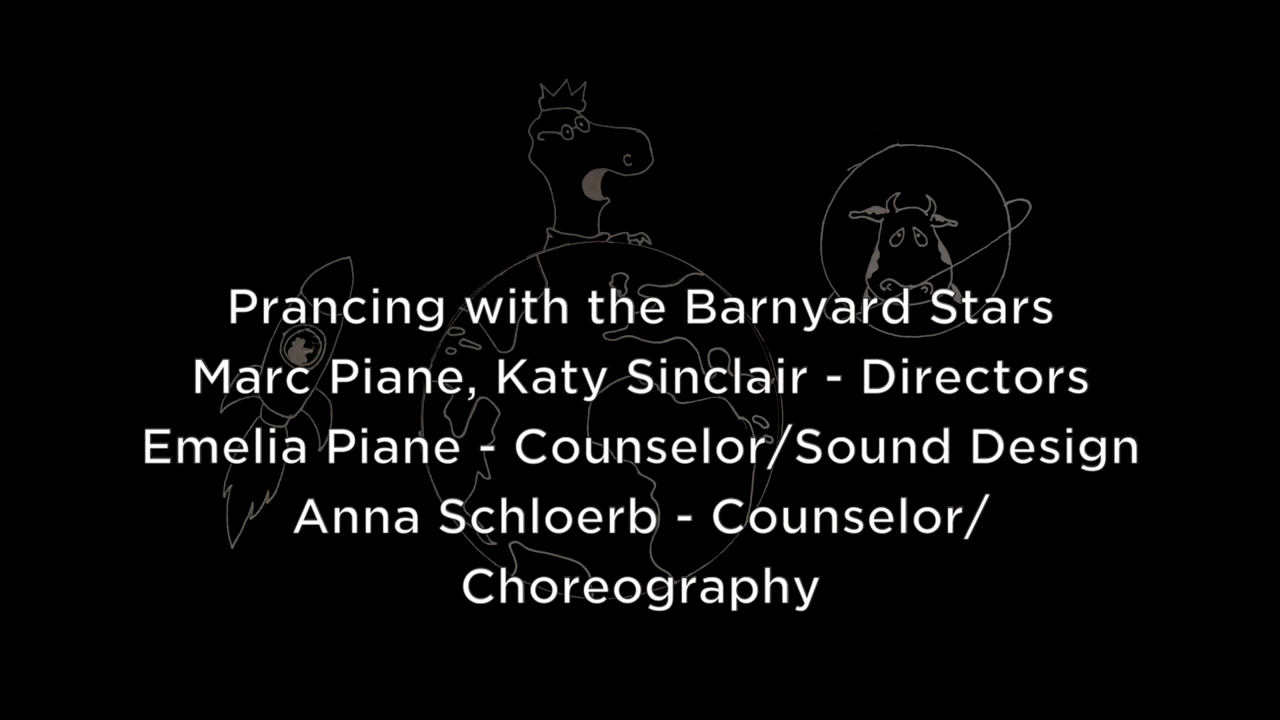 Prancing with the Barnyard Stars
Marc Piane, Katy Sinclair - Directors
Emelia Piane - Counselor/Sound Design
Anna Schloerb - Counselor/
Choreography